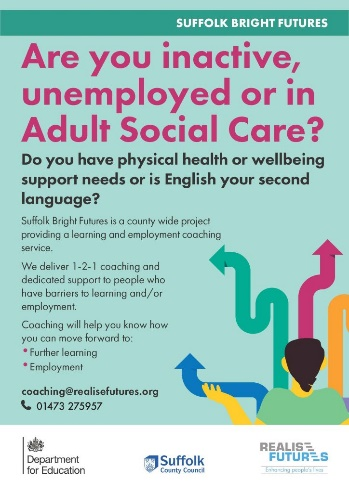 SUFFOLK BRIGHT FUTURES
Are you inactive,
unemployed or in
Adult Social Care?
Do you have physical health or wellbeing
support needs or is English your second
language?
Suffolk Bright Futures is a county wide project
providing a learning and employment coaching
service.
We deliver 1-2-1 coaching and
dedicated support to people who
have barriers to learning and/or
employment.
Coaching will help you know how
you can move forward to:
• Further learning
• Employment
coaching@realisefutures.org
01473 275957
Department
for Education
Suffolk
County Council
REALISE
FUTURES
Enhancing people's lives